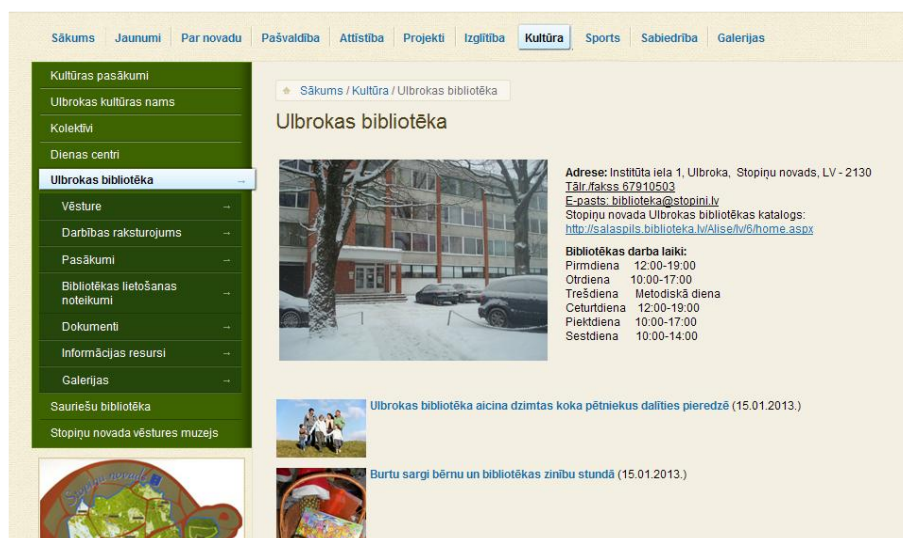 Sākums Jaunumi Par novadu Pašvaldība Attīstība Projekti Izglītība Kultūra Sports Sabiedrība Galerijas
Kultūras pasākumi
Ulbrokas kultūras nams
Kolektīvi
Dienas centri
Ulbrokas bibliotēka →
Vēsture →
Darbības raksturojums →
Pasākumi →
Bibliotēkas lietošanas
noteikumi →
Dokumenti →
Informācijas resursi →
Galerijas →
Sauriešu bibliotēka
Stopiņu novada vēstures muzejs
Stopiņu novads
Sākums / Kultūra / Ulbrokas bibliotēka
Ulbrokas bibliotēka
Adrese: Institūta iela 1, Ulbroka, Stopiņu novads, LV - 2130
Tālr./fakss 67910503
E-pasts: biblioteka@stopini.lv
Stopiņu novada Ulbrokas bibliotēkas katalogs:
http://salaspils.biblioteka.lv/Alise/lv/6/home.aspx
Bibliotēkas darba laiki:
Pirmdiena 12:00-19:00
Otrdiena 10:00-17:00
Trešdiena Metodiskā diena
Ceturtdiena 12:00-19:00
Piektdiena 10:00-17:00
Sestdiena 10:00-14:00
Ulbrokas bibliotēka aicina dzimtas koka pētniekus dalīties pieredzē (15.01.2013.)
Burtu sargi bērnu un bibliotēkas zinību stundā (15.01.2013.)